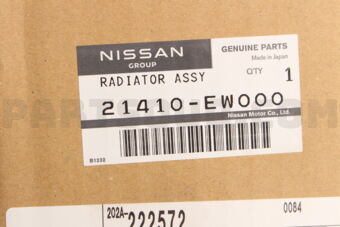 NISSAN
GROUP
GENUINE PARTS
Made in Japan
RADIATOR ASSY
Q'TY 1
21410-EW000
Nissan Motor Co., Ltd.
B1232
202A-
222572
0084